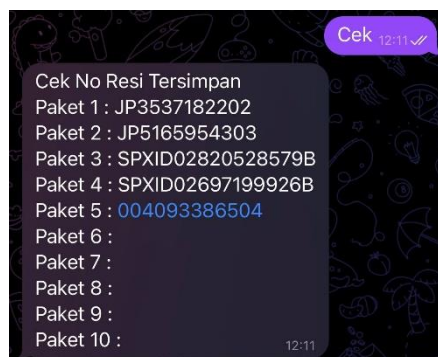 Cek 12:11
Cek No Resi Tersimpan
Paket 1 : JP3537182202
Paket 2 : JP5165954303
Paket 3 : SPXID02820528579B
Paket 4 : SPXID02697199926B
Paket 5 : 004093386504
Paket 6 :
Paket 7 :
Paket 8 :
Paket 9 :
Paket 10 :
12:11